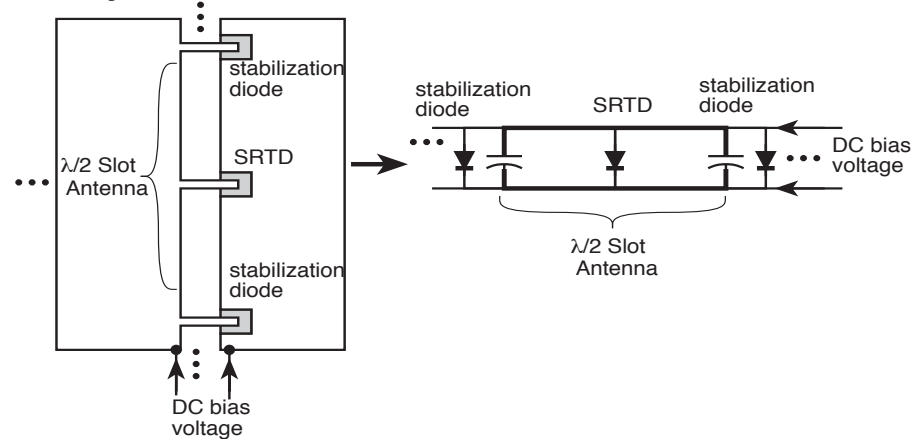 stabilization
diode
λ/2 Slot
Antenna
SRTD
stabilization
diode
DC bias
voltage
stabilization
diode
SRTD
stabilization
diode
DC bias
voltage
λ/2 Slot
Antenna